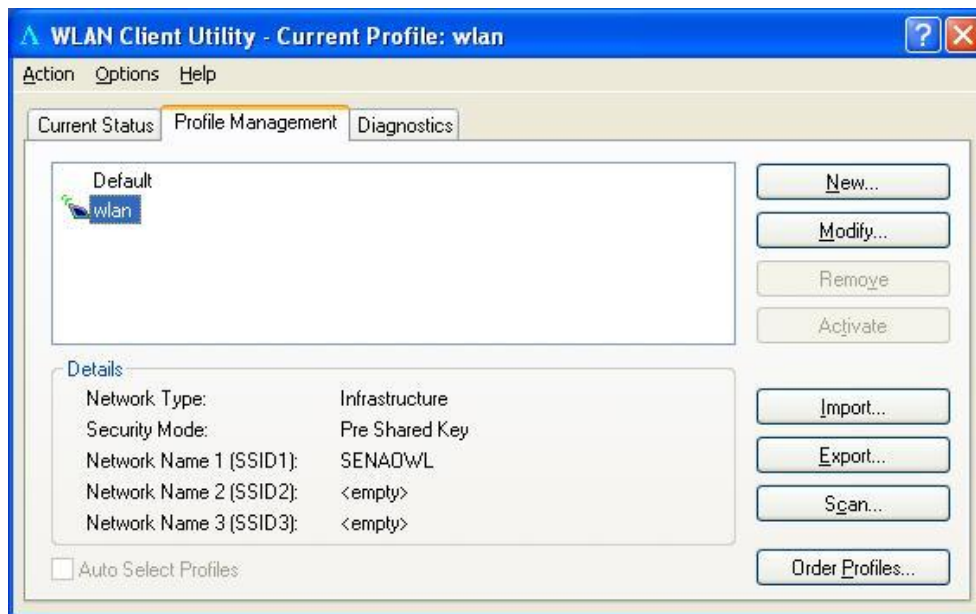 WLAN Client Utility - Current Profile: wlan
Action Options Help
Current Status Profile Management Diagnostics
Default
wlan
New...
Modify...
Remove
Activate
Details
Network Type: Infrastructure
Security Mode: Pre Shared Key
Network Name 1 (SSID1): SENAOWL
Network Name 2 (SSID2): <empty>
Network Name 3 (SSID3): <empty>
Import...
Export...
Scan...
Auto Select Profiles
Order Profiles...